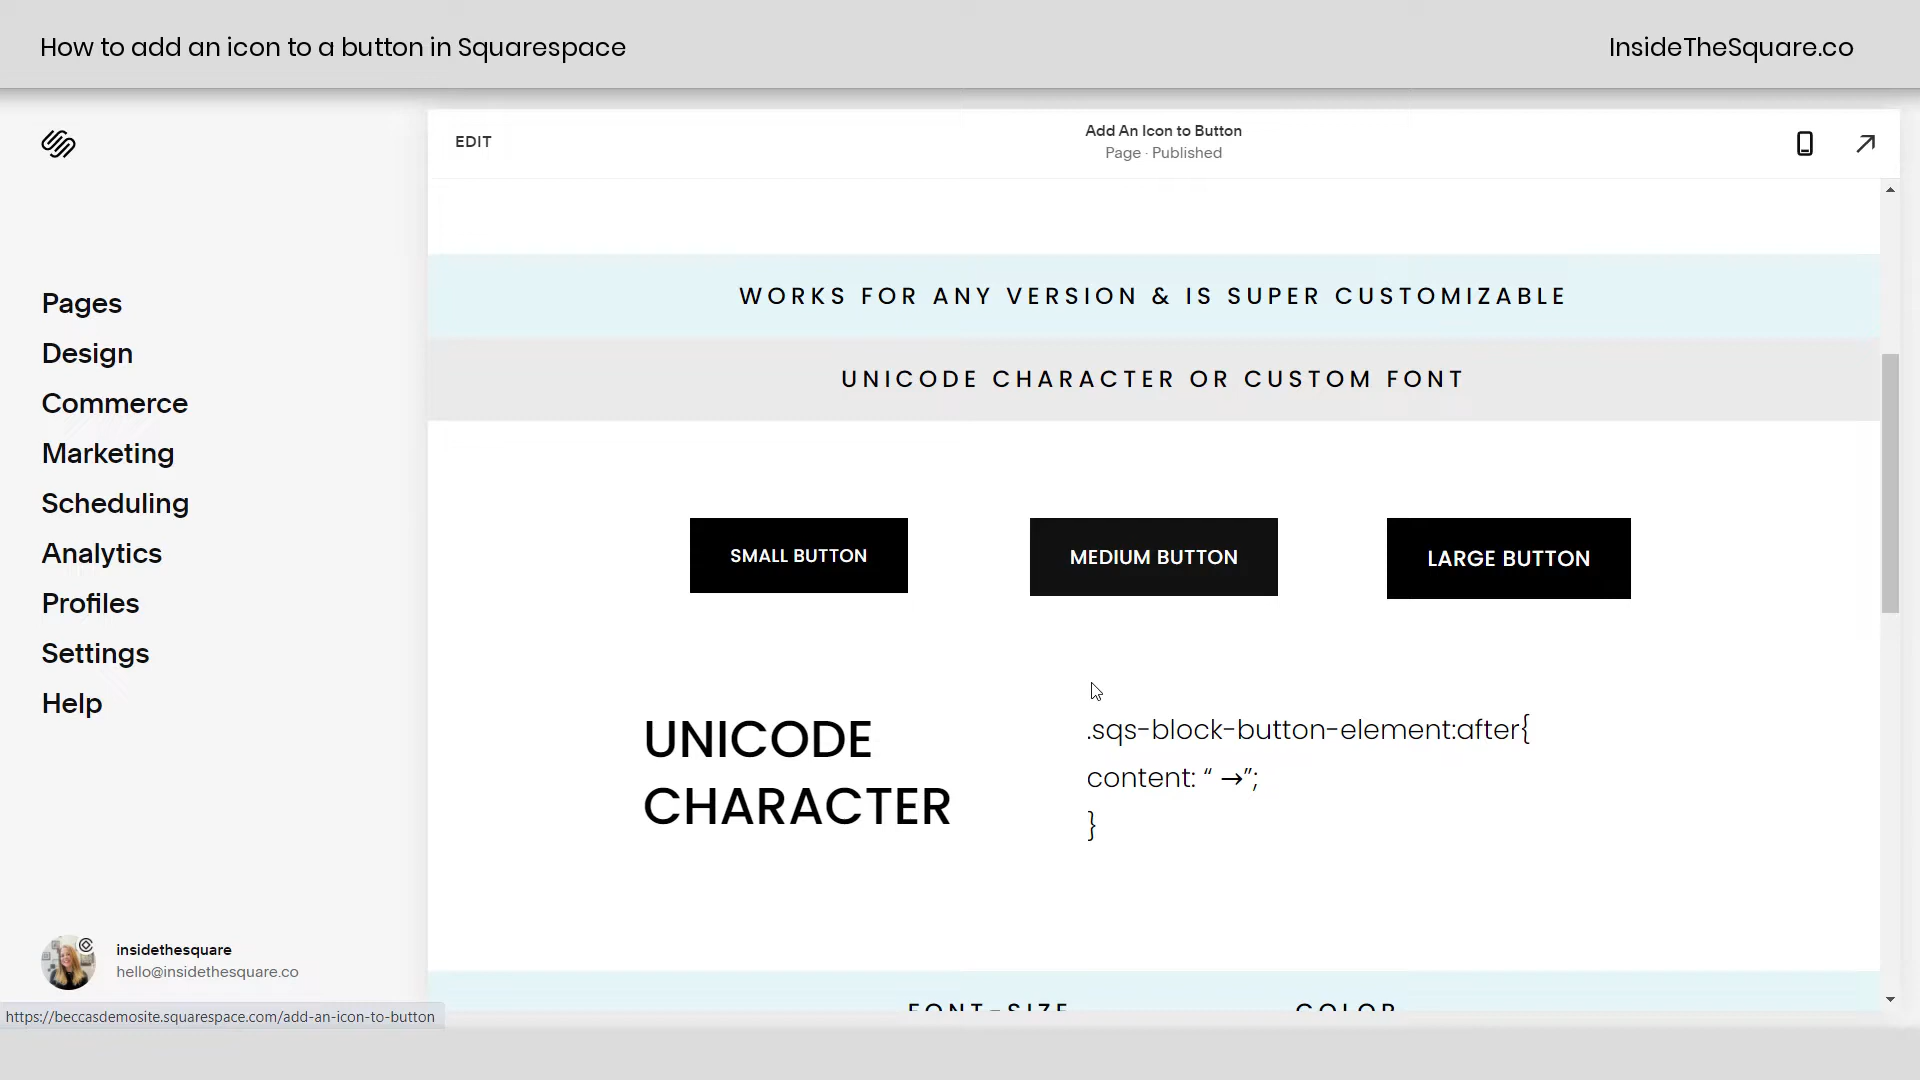 How to add an icon to a button in Squarespace
InsideTheSquare.co
EDIT
Add An Icon to Button
Page · Published
Pages
Design
Commerce
Marketing
Scheduling
Analytics
Profiles
Settings
Help
WORKS FOR ANY VERSION & IS SUPER CUSTOMIZABLE
UNICODE CHARACTER OR CUSTOM FONT
SMALL BUTTON
MEDIUM BUTTON
LARGE BUTTON
UNICODE
CHARACTER
.sqs-block-button-element:after{
content: “ →”;
}
FONT-SIZE
COLOR
insidethesquare
hello@insidethesquare.co
https://beccasdemosite.squarespace.com/add-an-icon-to-button